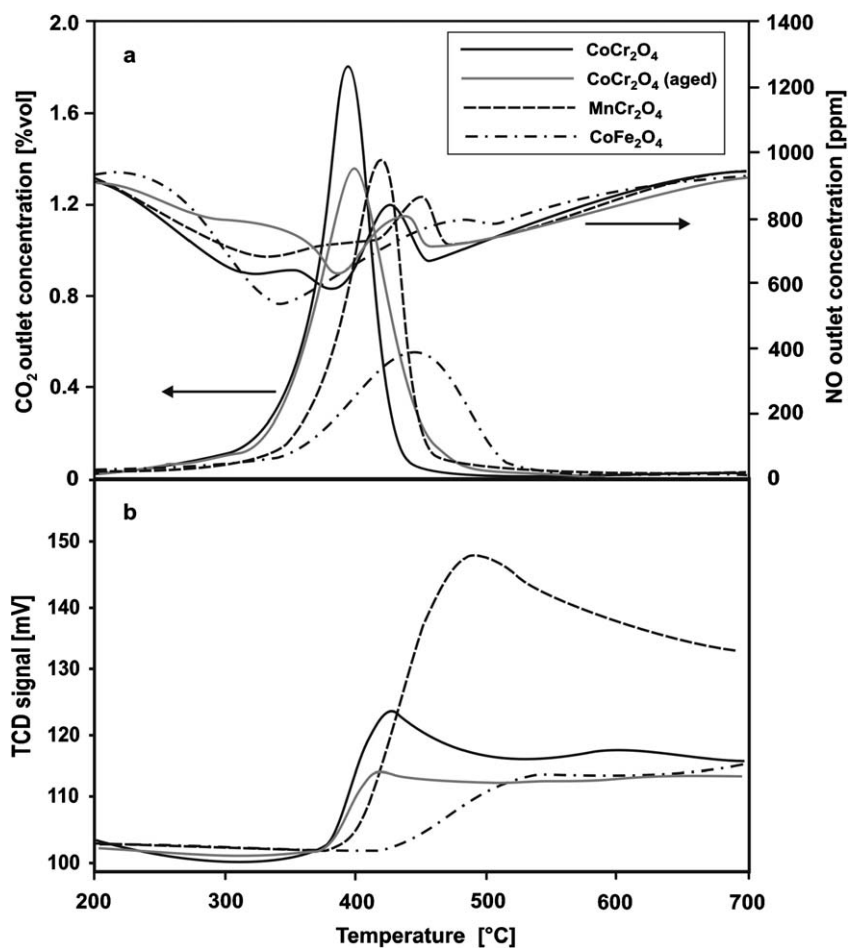 a
CoCr₂O₄
CoCr₂O₄ (aged)
MnCr₂O₄
CoFe₂O₄
CO₂ outlet concentration [%vol]
2.0
1.6
1.2
0.8
0.4
0
NO outlet concentration [ppm]
1400
1200
1000
800
600
400
200
0
b
TCD signal [mV]
150
140
130
120
110
100
200
300
400
500
600
700
Temperature [°C]